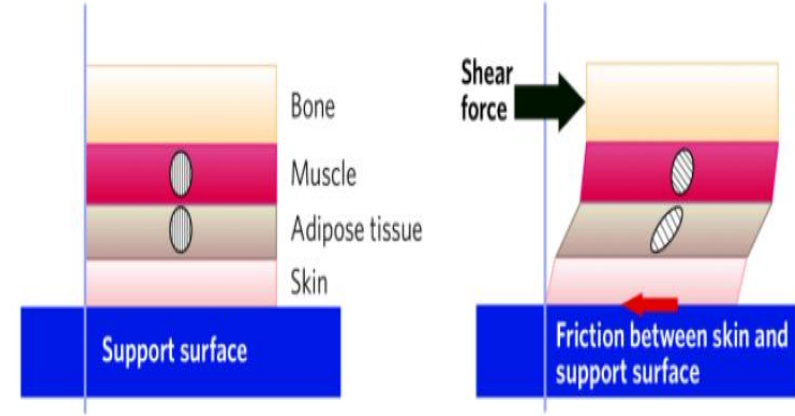 Bone
Muscle
Adipose tissue
Skin
Support surface
Shear
force
Friction between skin and
support surface